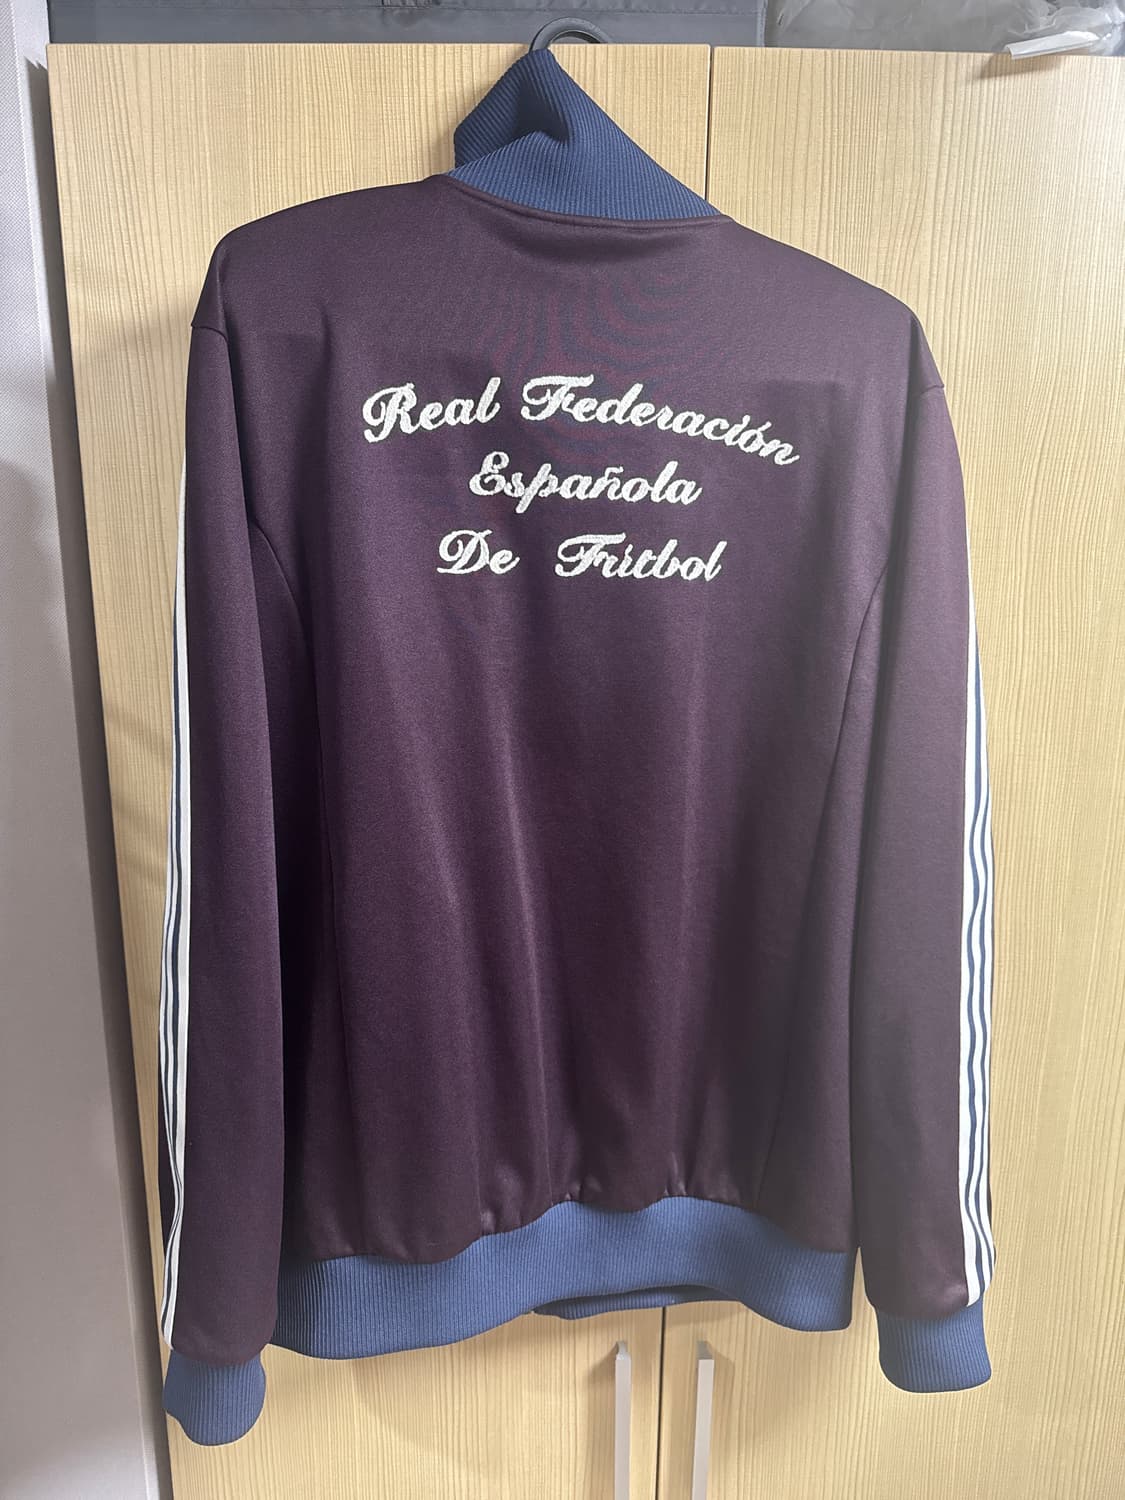 Real Federación
Española
De Fútbol